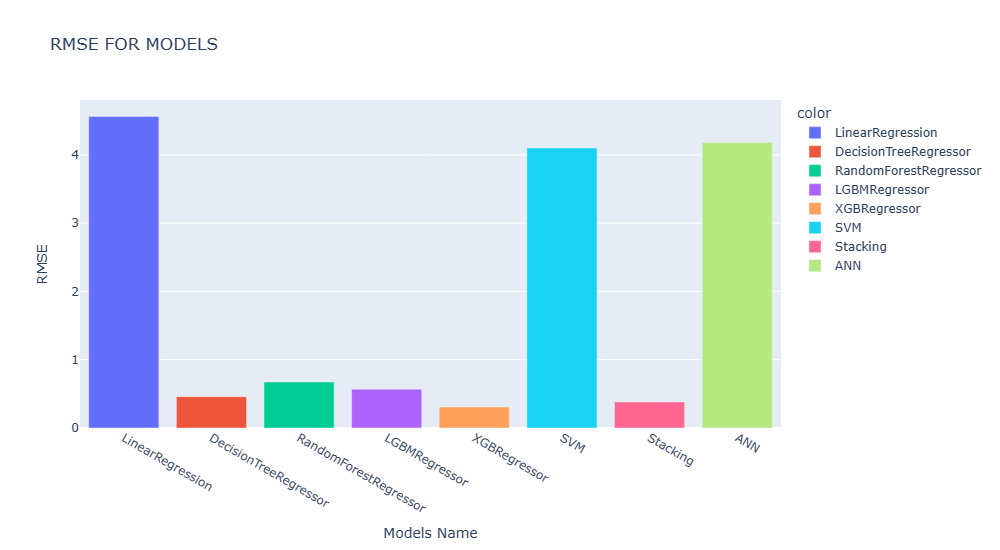 RMSE FOR MODELS
color
LinearRegression
DecisionTreeRegressor
RandomForestRegressor
LGBMRegressor
XGBRegressor
SVM
Stacking
ANN
RMSE
4
3
2
1
0
LinearRegression
DecisionTreeRegressor
RandomForestRegressor
LGBMRegressor
XGBRegressor
SVM
Stacking
ANN
Models Name